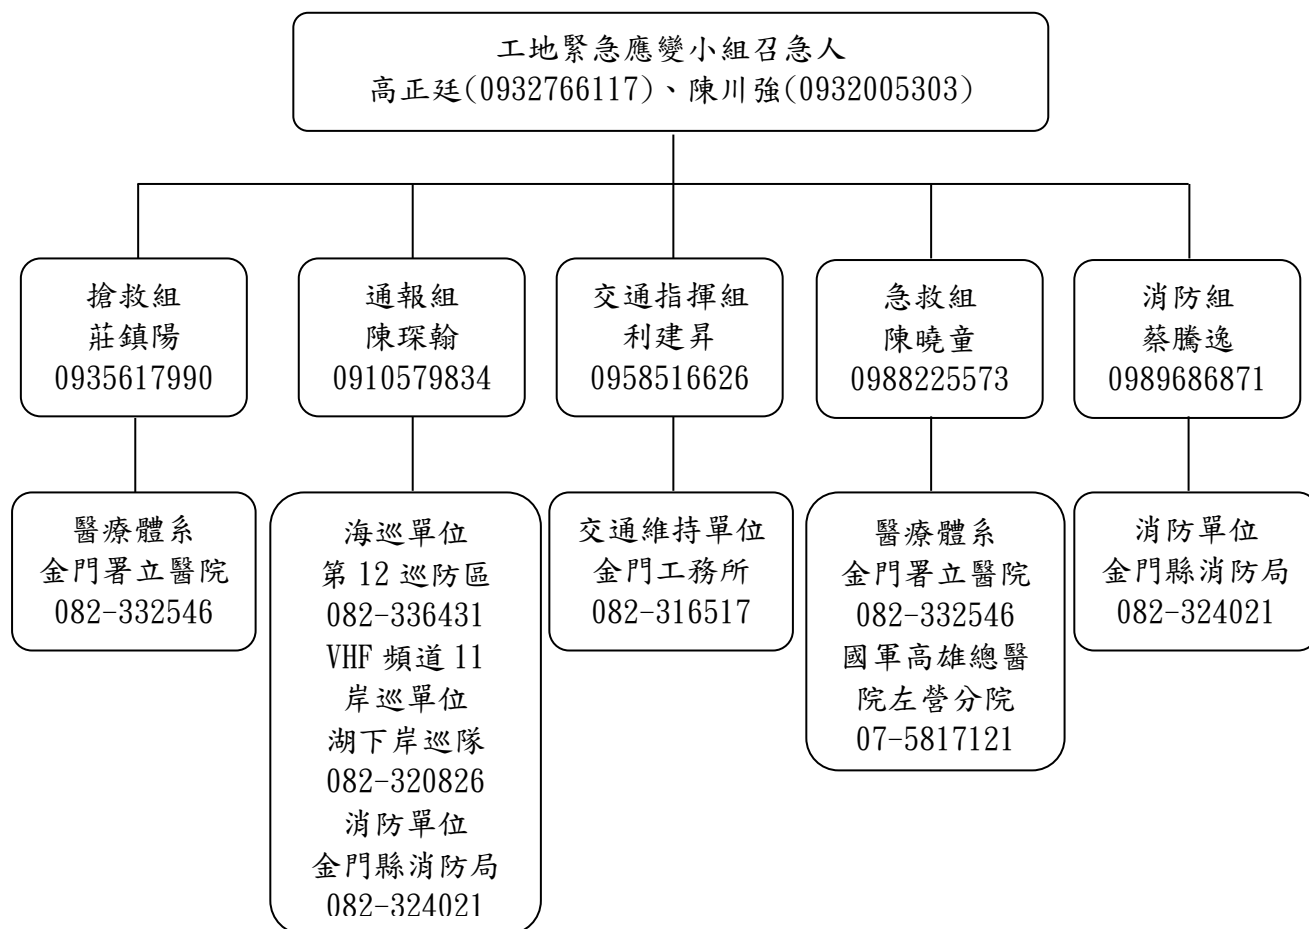 工地緊急應變小組召急人
高正廷(0932766117)、陳川強(0932005303)
搶救組
莊鎮陽
0935617990
通報組
陳琛翰
0910579834
交通指揮組
利建昇
0958516626
急救組
陳曉童
0988225573
消防組
蔡騰逸
0989686871
醫療體系
金門署立醫院
082-332546
海巡單位
第 12 巡防區
082-336431
VHF 頻道 11
岸巡單位
湖下岸巡隊
082-320826
消防單位
金門縣消防局
082-324021
交通維持單位
金門工務所
082-316517
醫療體系
金門署立醫院
082-332546
國軍高雄總醫
院左營分院
07-5817121
消防單位
金門縣消防局
082-324021